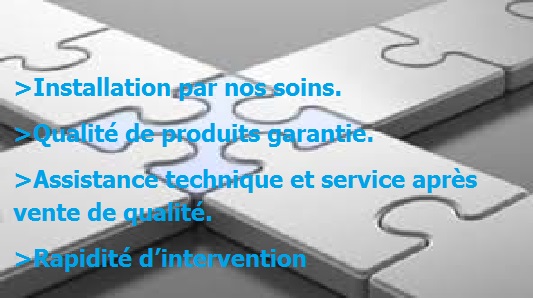 >Installation par nos soins.
>Qualité de produits garantie.
>Assistance technique et service après
vente de qualité.
>Rapidité d’intervention